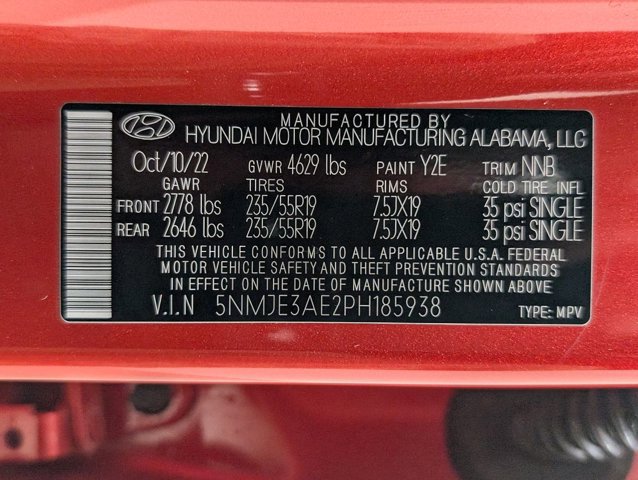 MANUFACTURED BY
HYUNDAI MOTOR MANUFACTURING ALABAMA, LLC
Oct/10/22 GVWR 4629 lbs PAINT Y2E TRIM NNB
GAWR TIRES RIMS COLD TIRE INFL
FRONT 2778 lbs 235/55R19 7.5JX19 35 psi SINGLE
REAR 2646 lbs 235/55R19 7.5JX19 35 psi SINGLE
THIS VEHICLE CONFORMS TO ALL APPLICABLE U.S.A. FEDERAL
MOTOR VEHICLE SAFETY AND THEFT PREVENTION STANDARDS
IN EFFECT ON THE DATE OF MANUFACTURE SHOWN ABOVE
V.I.N 5NMJE3AE2PH185938 TYPE: MPV